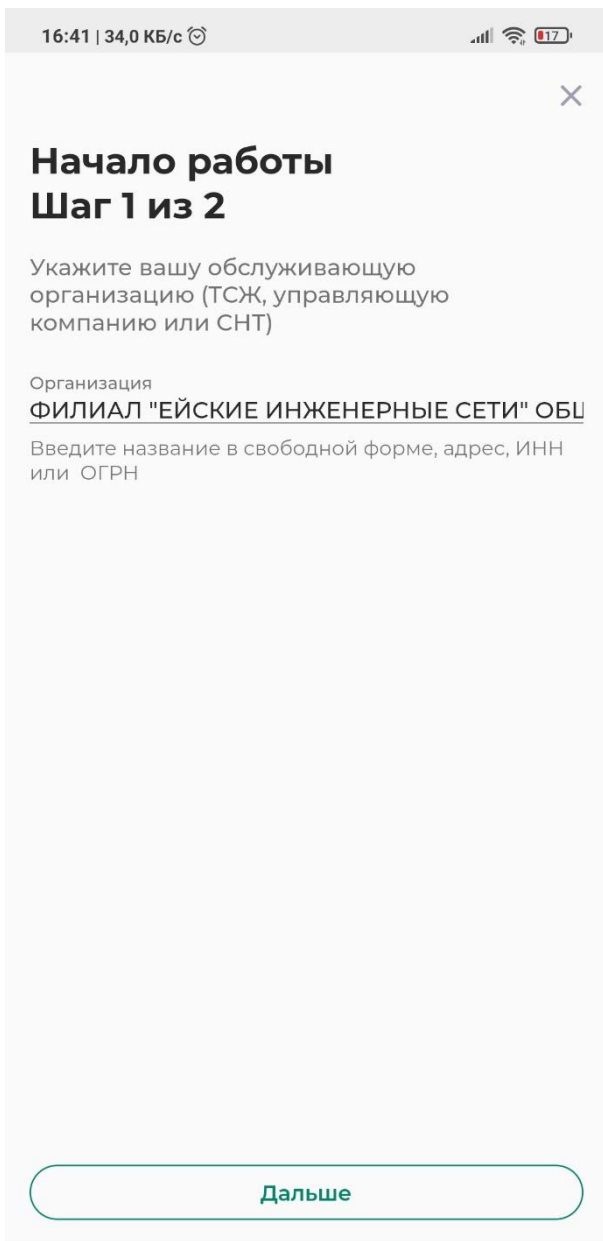 16:41 | 34,0 КБ/с
17
Начало работы
Шаг 1 из 2
Укажите вашу обслуживающую
организацию (ТСЖ, управляющую
компанию или СНТ)
Организация
ФИЛИАЛ "ЕЙСКИЕ ИНЖЕНЕРНЫЕ СЕТИ" ОБЩ
Введите название в свободной форме, адрес, ИНН
или ОГРН
Дальше